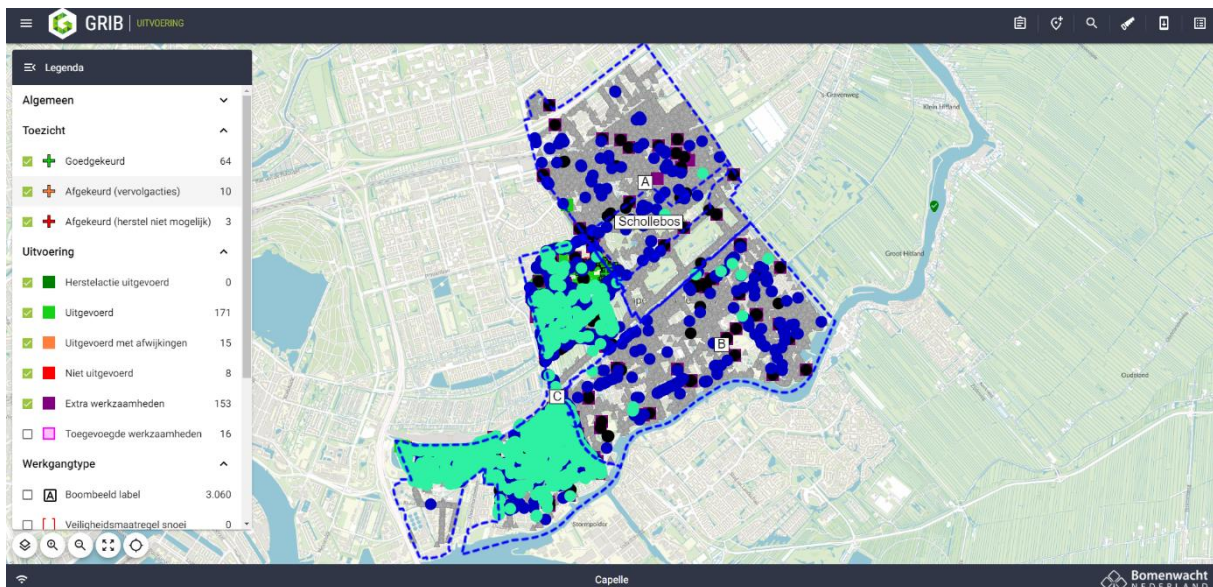 GRIB | UITVOERING
Legenda
Algemeen
Toezicht
Goedgekeurd 64
Afgekeurd (vervolgacties) 10
Afgekeurd (herstel niet mogelijk) 3
Uitvoering
Herstelactie uitgevoerd 0
Uitgevoerd 171
Uitgevoerd met afwijkingen 15
Niet uitgevoerd 8
Extra werkzaamheden 153
Toegevoegde werkzaamheden 16
Werkgangtype
A Boombeeld label 3.060
Veiligheidsmaatregel snoei 0
's-Gravenweg
Klein Hitland
A
Schollebos
Groot Hitland
B
Oudeland
C
Capelle
Bomenwacht
NEDERLAND